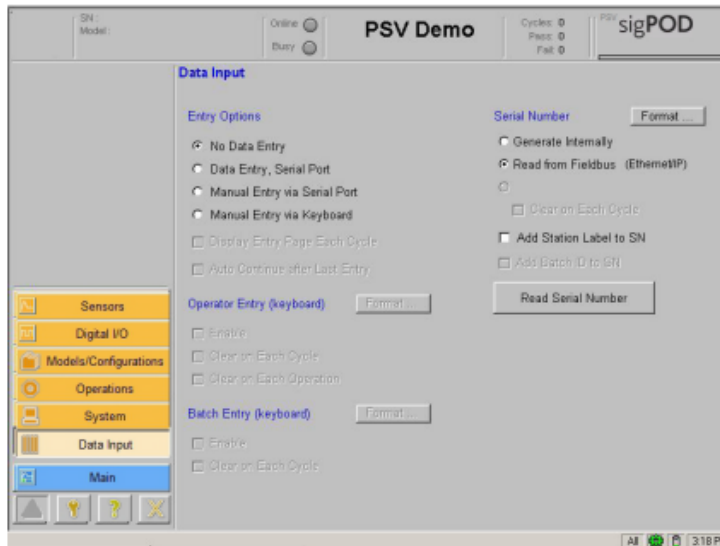 SN :
Model :
Online
Busy
PSV Demo
Cycles: 0
Pass: 0
Fail: 0
PSV sigPOD
Data Input
Entry Options
No Data Entry
Data Entry, Serial Port
Manual Entry via Serial Port
Manual Entry via Keyboard
Display Entry Page Each Cycle
Auto Continue after Last Entry
Operator Entry (keyboard)
Format ...
Enable
Clear on Each Cycle
Clear on Each Operation
Batch Entry (keyboard)
Format ...
Enable
Clear on Each Cycle
Serial Number
Format ...
Generate Internally
Read from Fieldbus (Ethernet/IP)
Clear on Each Cycle
Add Station Label to SN
Add Batch ID to SN
Read Serial Number
Sensors
Digital I/O
Models/Configurations
Operations
System
Data Input
Main
All
3:18 P